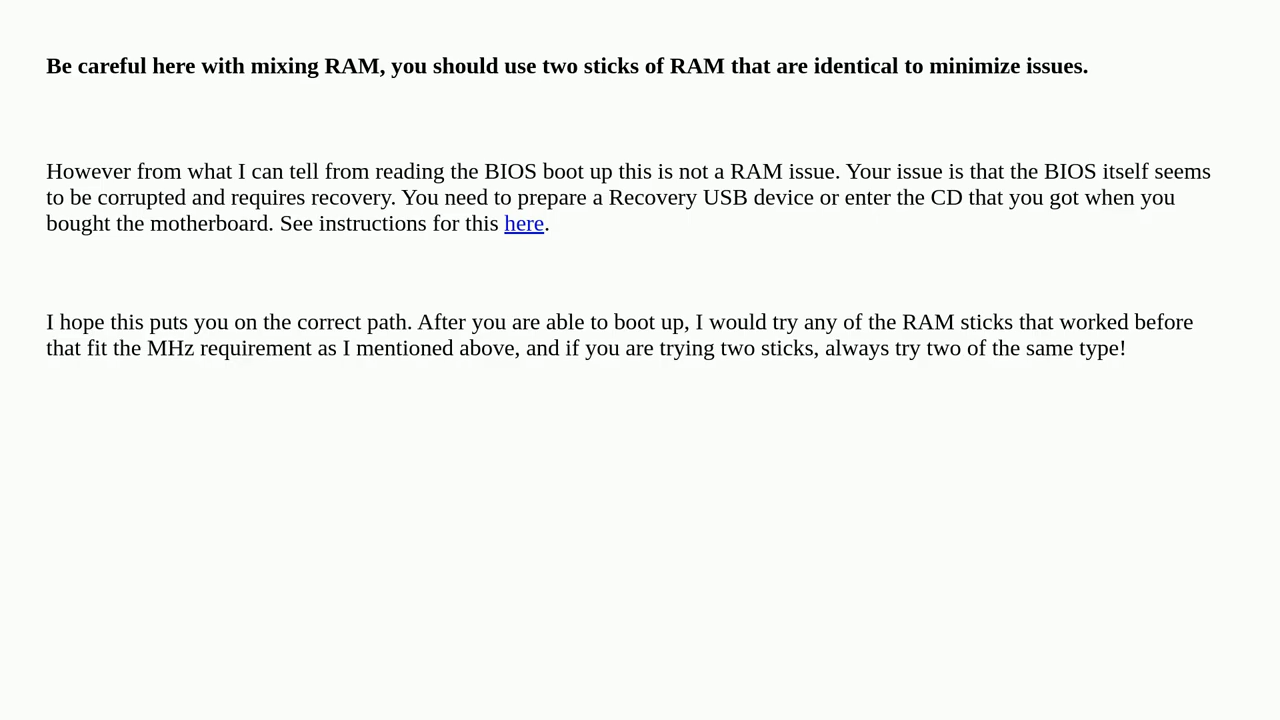 Be careful here with mixing RAM, you should use two sticks of RAM that are identical to minimize issues.
However from what I can tell from reading the BIOS boot up this is not a RAM issue. Your issue is that the BIOS itself seems
to be corrupted and requires recovery. You need to prepare a Recovery USB device or enter the CD that you got when you
bought the motherboard. See instructions for this here.
I hope this puts you on the correct path. After you are able to boot up, I would try any of the RAM sticks that worked before
that fit the MHz requirement as I mentioned above, and if you are trying two sticks, always try two of the same type!